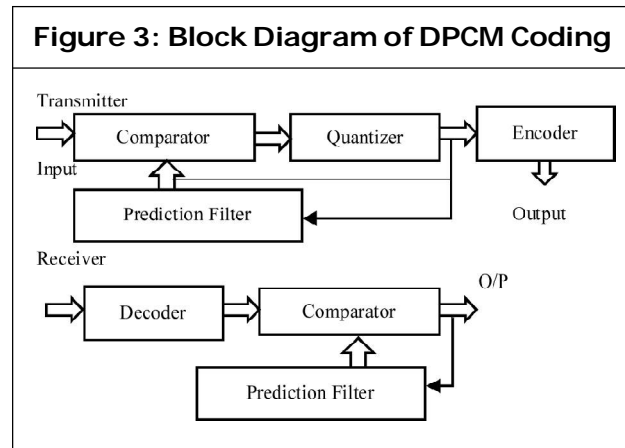 Figure 3: Block Diagram of DPCM Coding
Transmitter
Comparator
Quantizer
Encoder
Input
Prediction Filter
Output
Receiver
O/P
Decoder
Comparator
Prediction Filter